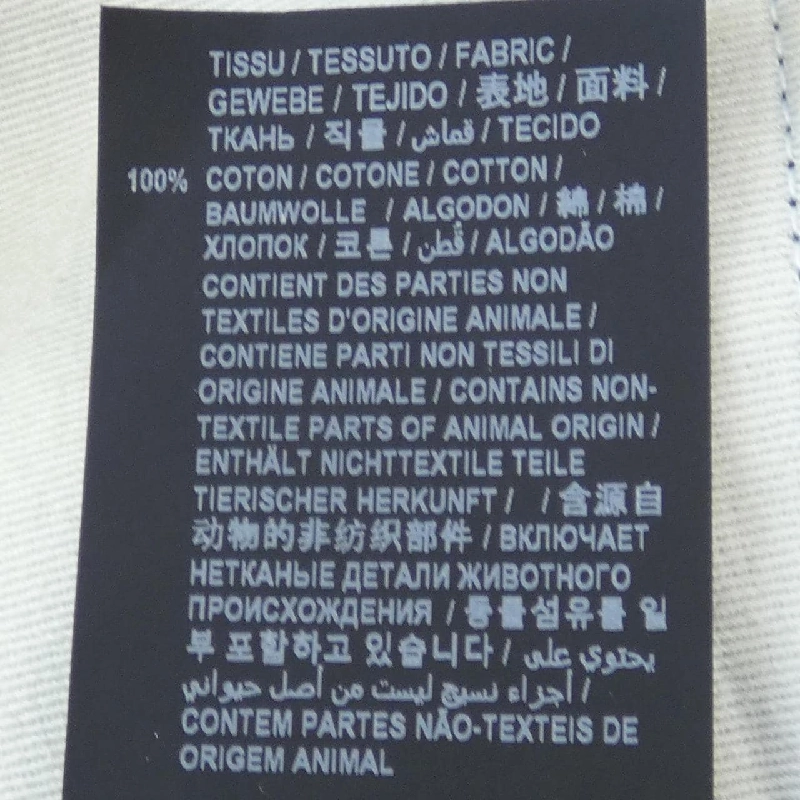 TISSU / TESSUTO / FABRIC /
GEWEBE / TEJIDO / 表地 / 面料 /
ТКАНЬ / 직물 / قماش / TECIDO
100% COTON / COTONE / COTTON /
BAUMWOLLE / ALGODON / 綿 / 棉 /
ХЛОПОК / 코튼 / قطن / ALGODÃO
CONTIENT DES PARTIES NON
TEXTILES D'ORIGINE ANIMALE /
CONTIENE PARTI NON TESSILI DI
ORIGINE ANIMALE / CONTAINS NON-
TEXTILE PARTS OF ANIMAL ORIGIN /
ENTHÄLT NICHTTEXTILE TEILE
TIERISCHER HERKUNFT / / 含源自
动物的非纺织部件 / ВКЛЮЧАЕТ
НЕТКАНЫЕ ДЕТАЛИ ЖИВОТНОГО
ПРОИСХОЖДЕНИЯ / 동물섬유를 일
부 포함하고 있습니다 / يحتوي على
أجزاء نسيج ليست من أصل حيواني /
CONTEM PARTES NÃO-TEXTEIS DE
ORIGEM ANIMAL